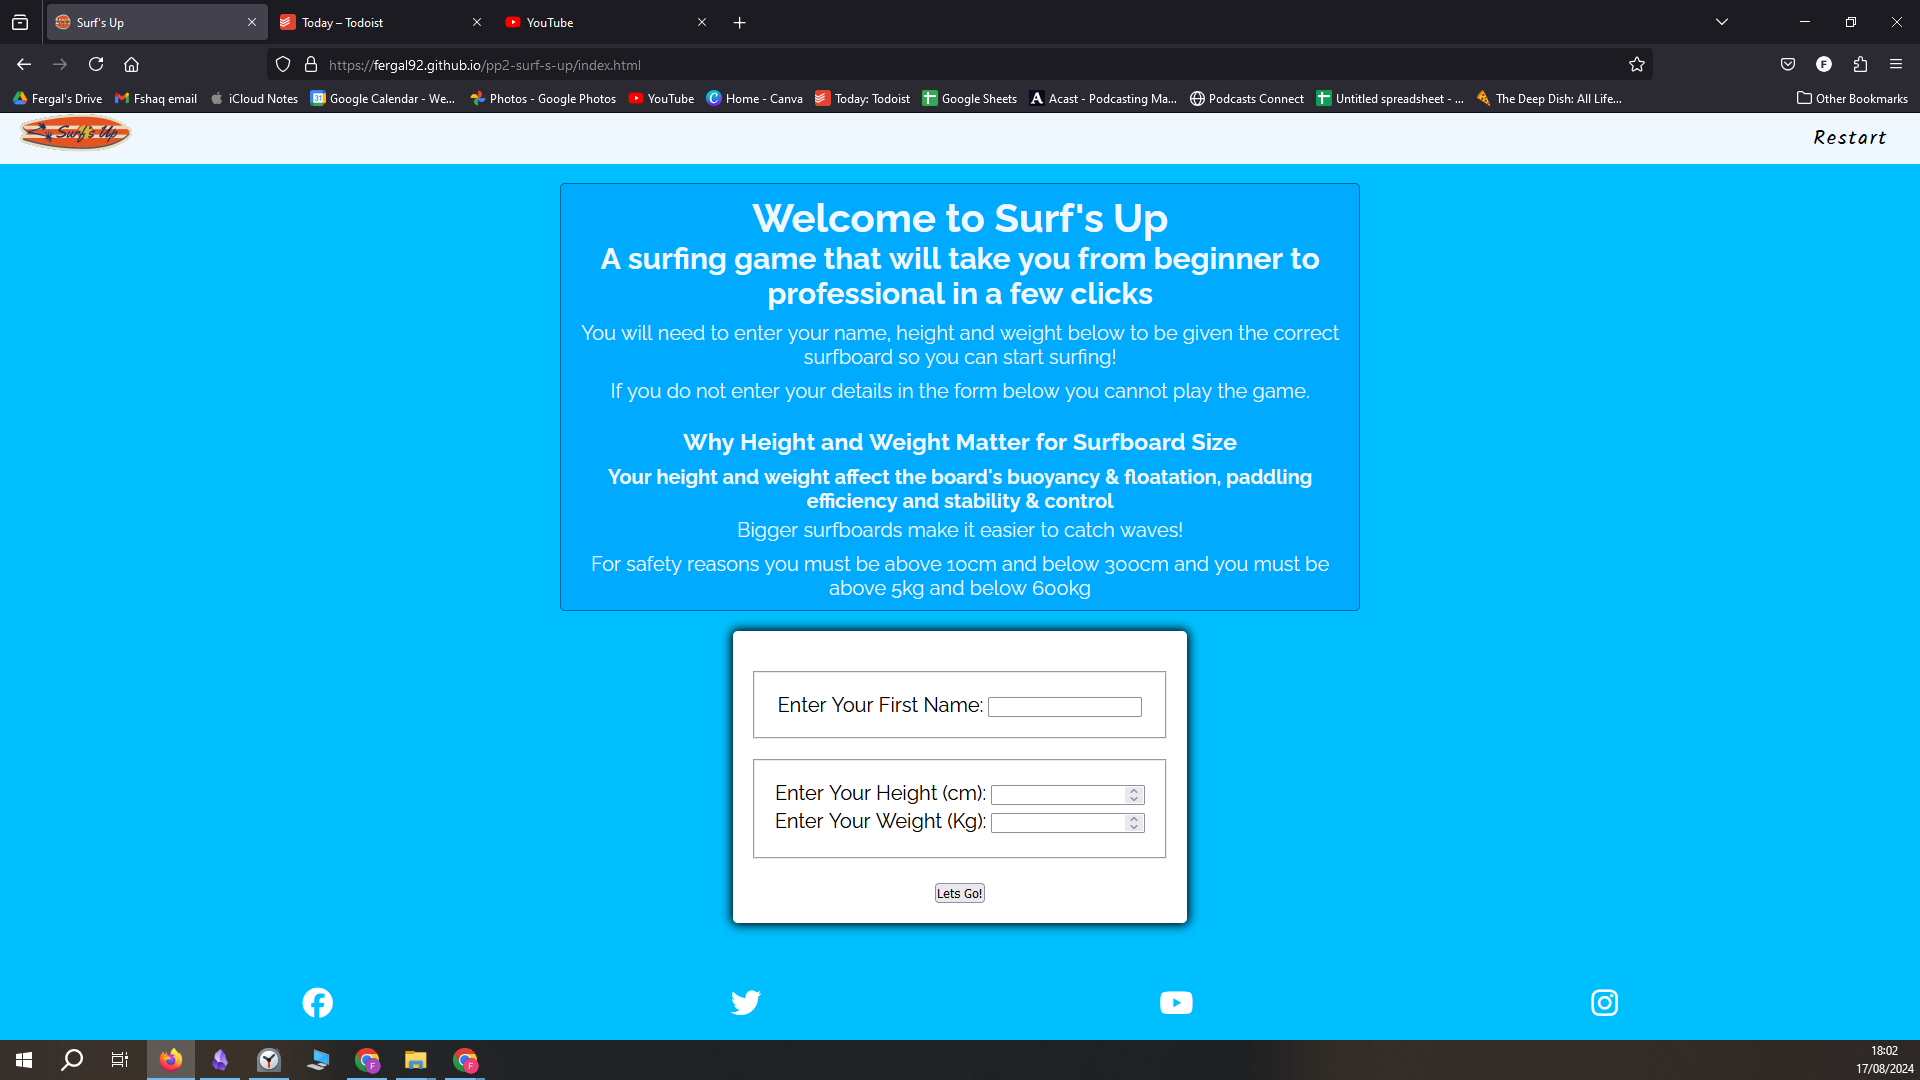 Surf's Up
Today – Todoist
YouTube
https://fergal92.github.io/pp2-surf-s-up/index.html
F
Fergal's Drive
Fshaq email
iCloud Notes
31
Google Calendar - We...
Photos - Google Photos
YouTube
Home - Canva
Today: Todoist
Google Sheets
A
Acast - Podcasting Ma...
Podcasts Connect
Untitled spreadsheet - ...
The Deep Dish: All Life...
Other Bookmarks
Surf's Up
Restart
Welcome to Surf's Up
A surfing game that will take you from beginner to
professional in a few clicks
You will need to enter your name, height and weight below to be given the correct
surfboard so you can start surfing!
If you do not enter your details in the form below you cannot play the game.
Why Height and Weight Matter for Surfboard Size
Your height and weight affect the board's buoyancy & floatation, paddling
efficiency and stability & control
Bigger surfboards make it easier to catch waves!
For safety reasons you must be above 10cm and below 300cm and you must be
above 5kg and below 600kg
Enter Your First Name:
Enter Your Height (cm):
Enter Your Weight (Kg):
Lets Go!
F
F
18:02
17/08/2024